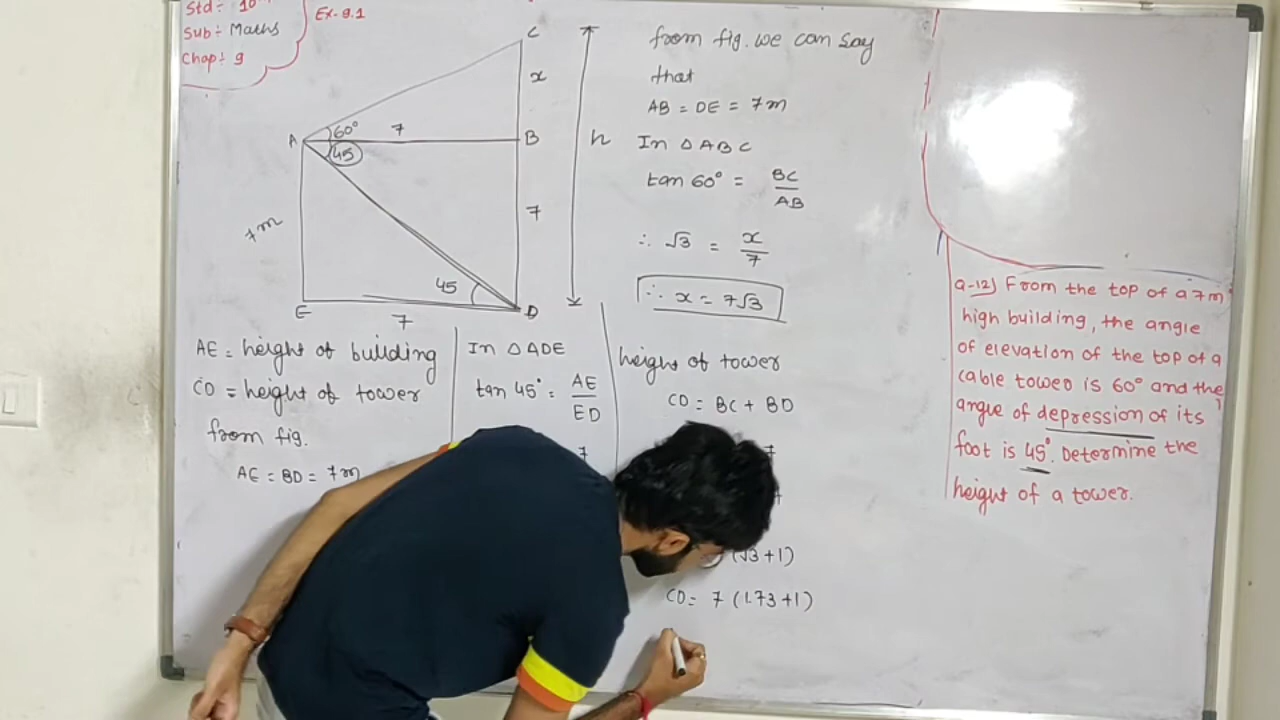 Std: 10th
Sub: Maths
Chap: 9
Ex-9.1
C
x
A
60°
7
B
45
h
7
7m
45
E
7
D
AE = height of building
CD = height of tower
from fig.
AE = BD = 7m
In △ADE
tan 45° = AE
ED
7
from fig. we can say
that
AB = DE = 7m
In △ABC
tan 60° = BC
AB
∴ √3 = x
7
∴ x = 7√3
height of tower
CD = BC + BD
7
(√3+1)
CD = 7 (1.73+1)
Q-12) From the top of a 7m
high building, the angle
of elevation of the top of a
cable towed is 60° and the
angle of depression of its
foot is 45°. Determine the
height of a tower.